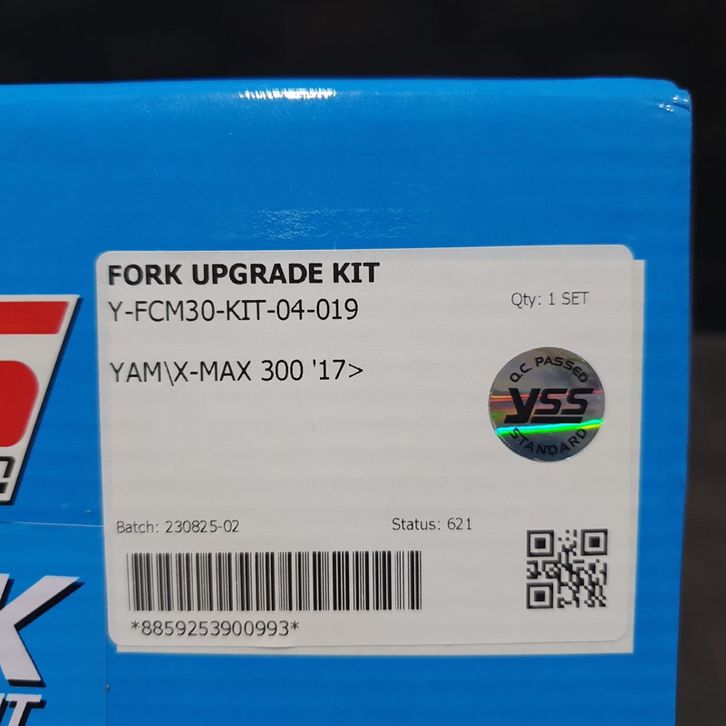 FORK UPGRADE KIT
Y-FCM30-KIT-04-019
Qty: 1 SET
YAM\X-MAX 300 '17>
Q.C. PASSED
YSS
STANDARD
Batch: 230825-02
Status: 621
*8859253900993*
K
IT